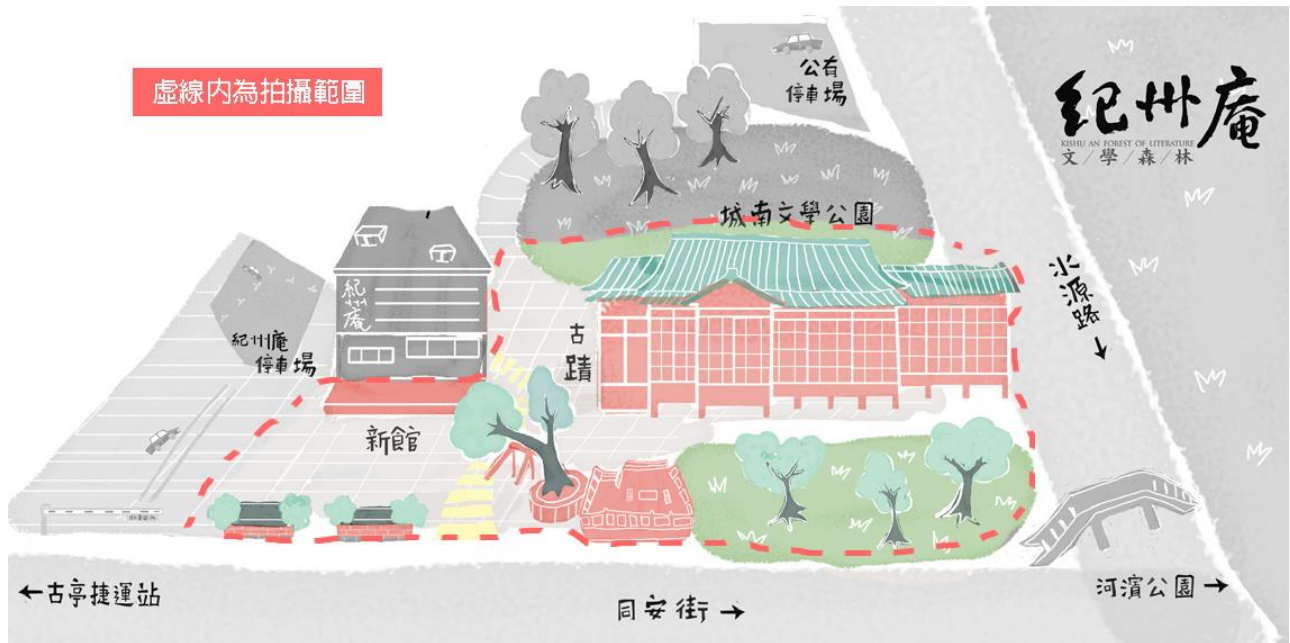 虛線内為拍攝範圍
公有
停車場
紀州庵
KISHU AN FOREST OF LITERATURE
文/學/森/林
城南文學公園
水源路
↓
紀州庵
紀州庵
停車場
古蹟
新館
←古亭捷運站
同安街→
河濱公園→